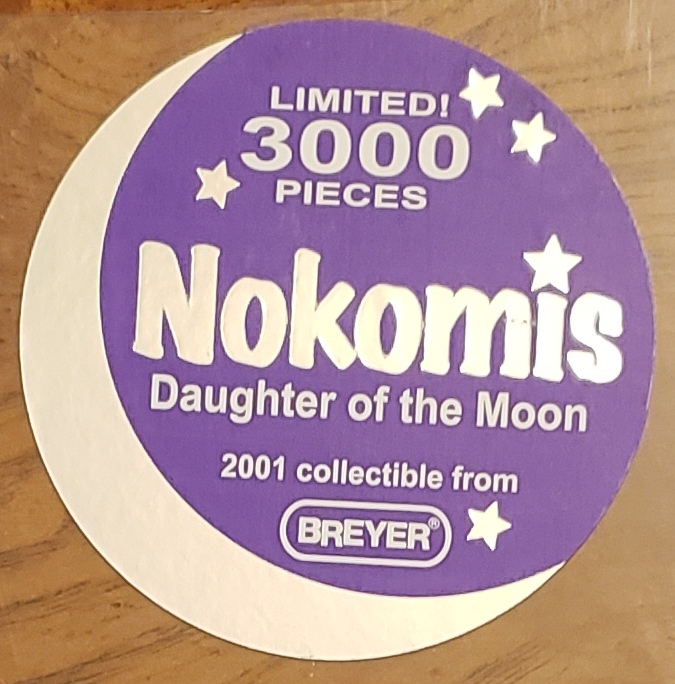 LIMITED!
3000
PIECES
Nokomis
Daughter of the Moon
2001 collectible from
BREYER®